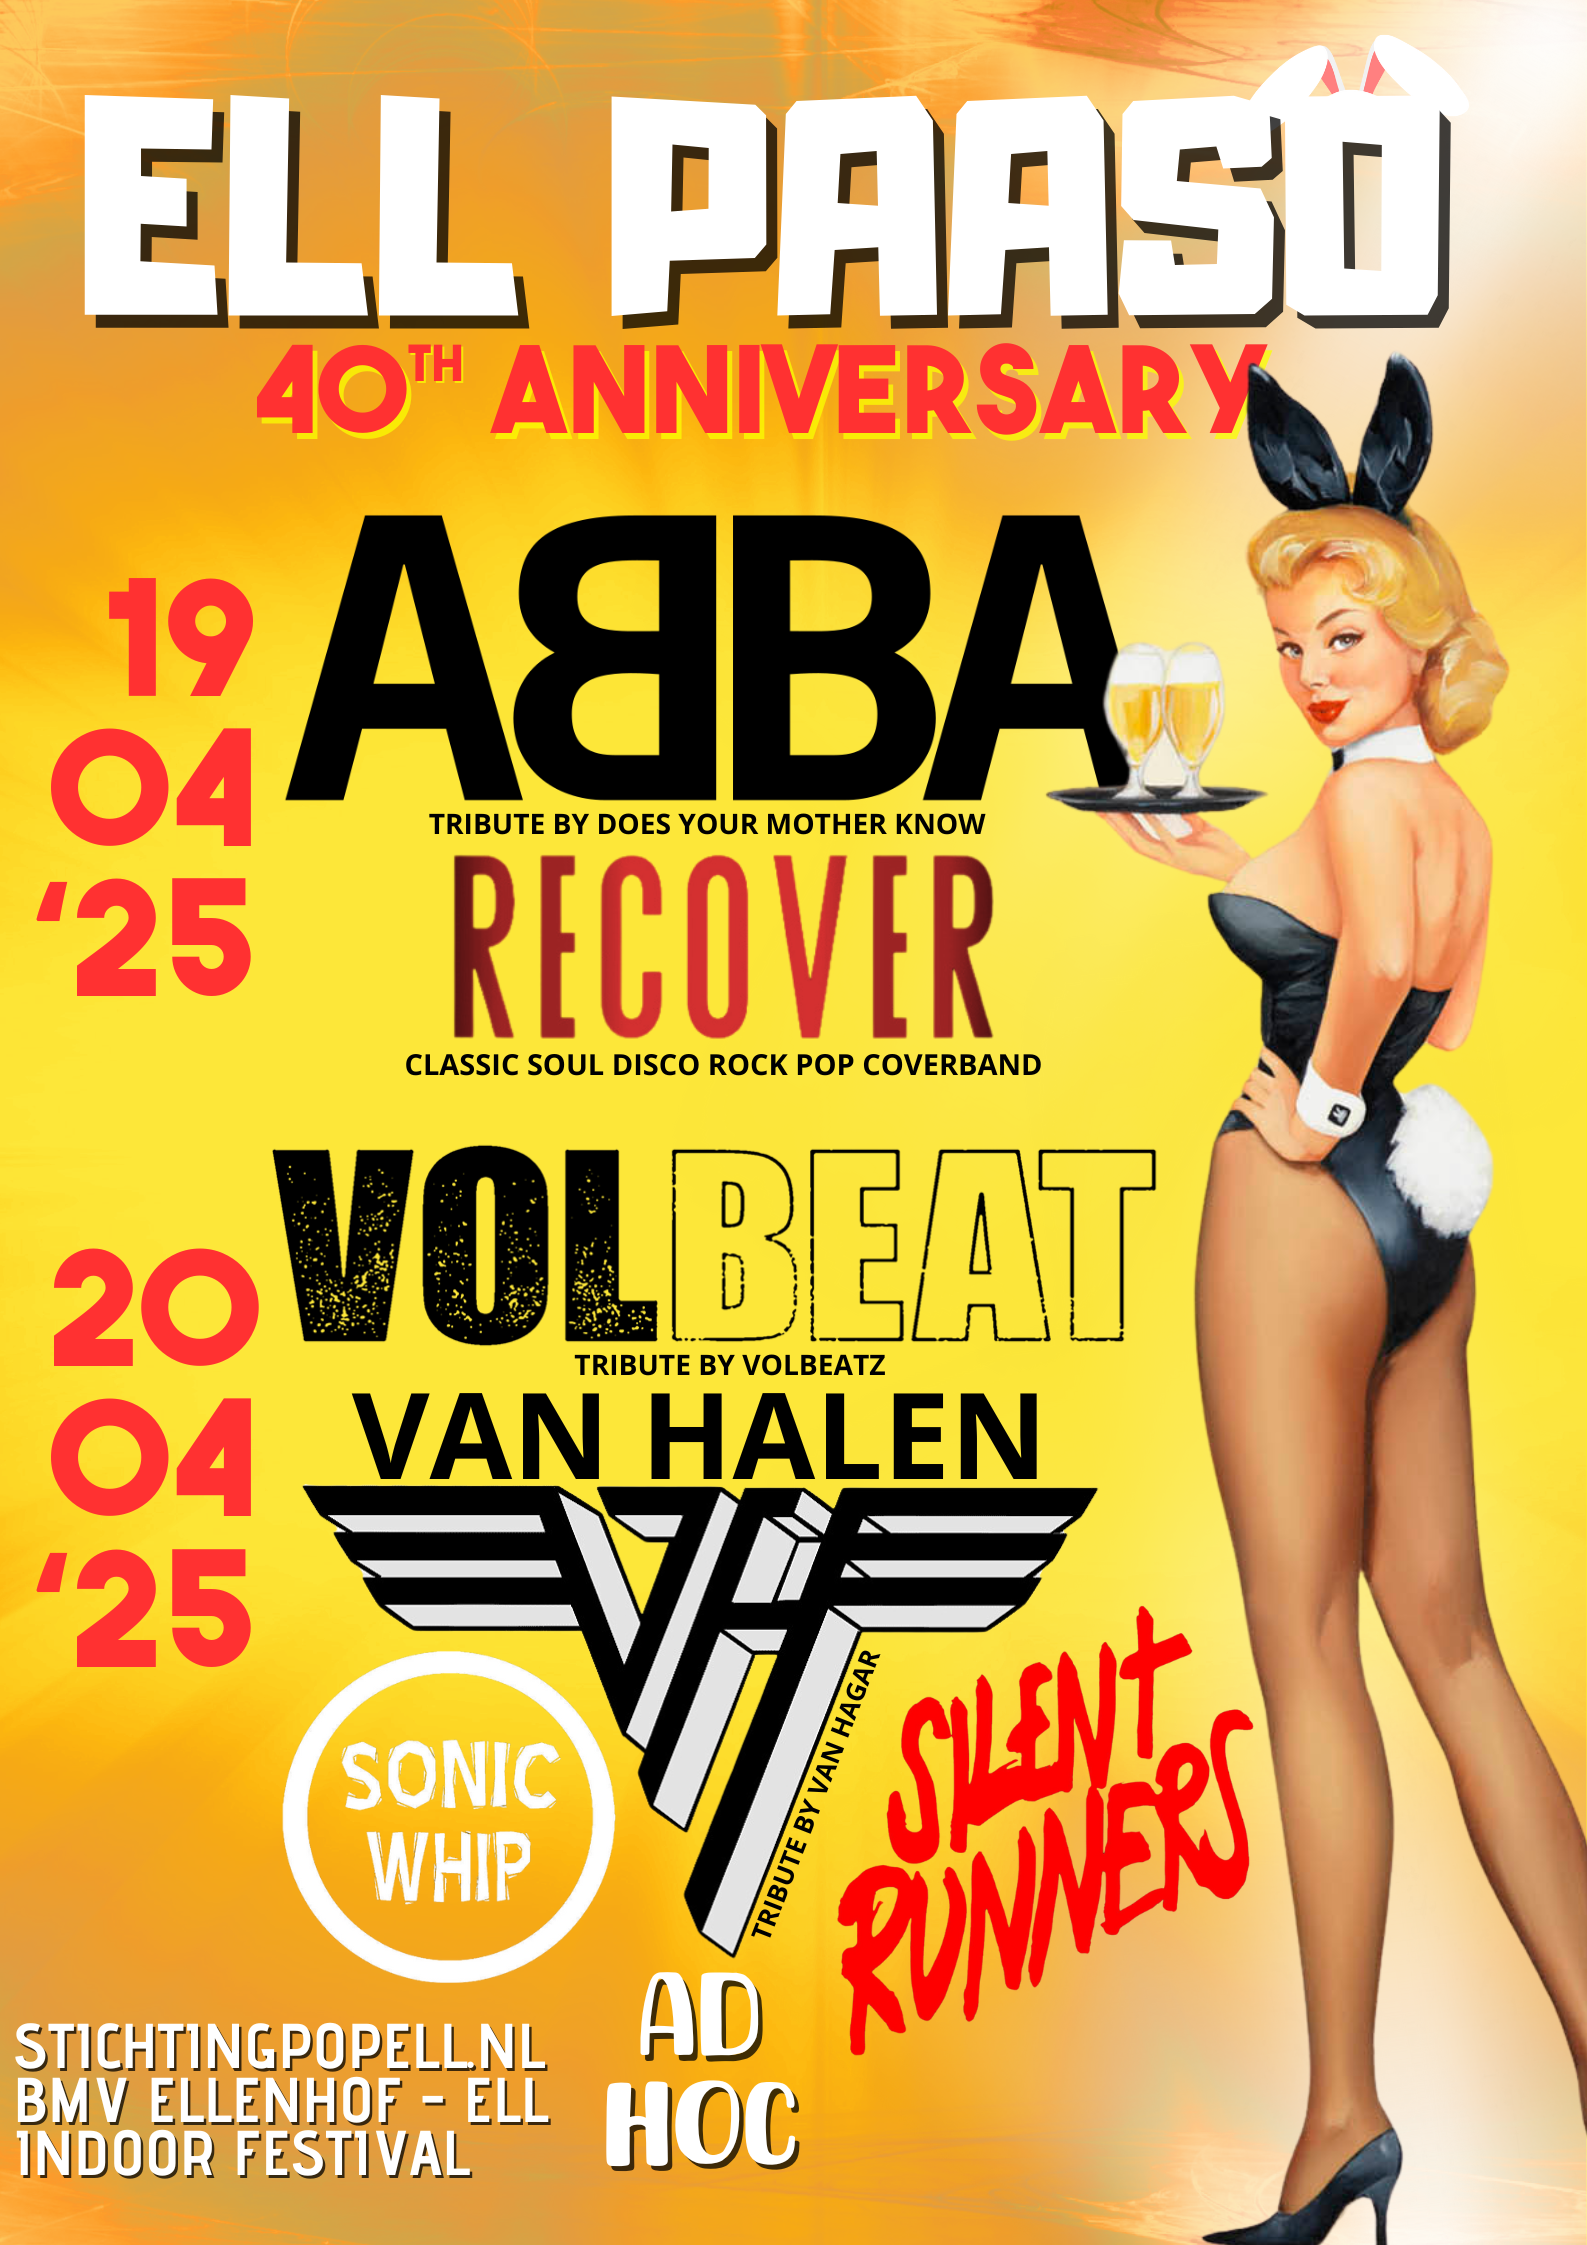 ELL PAASO
40TH ANNIVERSARY
19
04
'25
ABBA
TRIBUTE BY DOES YOUR MOTHER KNOW
RECOVER
CLASSIC SOUL DISCO ROCK POP COVERBAND
20
04
'25
VOLBEAT
TRIBUTE BY VOLBEATZ
VAN HALEN
VH
TRIBUTE BY VAN HAGAR
SONIC
WHIP
SILENT
RUNNERS
AD
HOC
STICHTINGPOPELL.NL
BMV ELLENHOF - ELL
INDOOR FESTIVAL